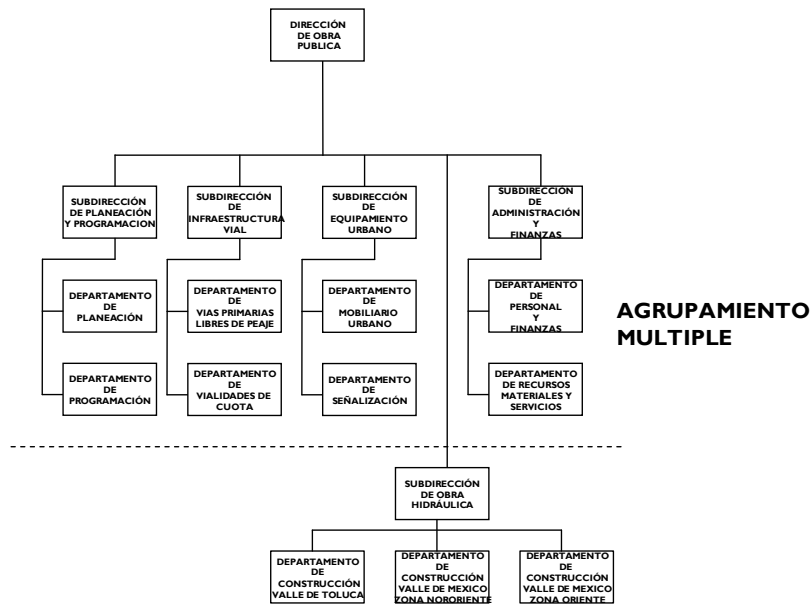 DIRECCIÓN
DE OBRA
PUBLICA
SUBDIRECCIÓN
DE PLANEACIÓN
Y PROGRAMACION
SUBDIRECCIÓN
DE
INFRAESTRUCTURA
VIAL
SUBDIRECCIÓN
DE
EQUIPAMIENTO
URBANO
SUBDIRECCIÓN
DE
ADMINISTRACIÓN
Y
FINANZAS
DEPARTAMENTO
DE
PLANEACIÓN
DEPARTAMENTO
DE
VIAS PRIMARIAS
LIBRES DE PEAJE
DEPARTAMENTO
DE
MOBILIARIO
URBANO
DEPARTAMENTO
DE
PERSONAL
Y
FINANZAS
AGRUPAMIENTO
MULTIPLE
DEPARTAMENTO
DE
PROGRAMACIÓN
DEPARTAMENTO
DE
VIALIDADES DE
CUOTA
DEPARTAMENTO
DE
SEÑALIZACIÓN
DEPARTAMENTO
DE RECURSOS
MATERIALES Y
SERVICIOS
SUBDIRECCIÓN
DE OBRA
HIDRÁULICA
DEPARTAMENTO
DE
CONSTRUCCIÓN
VALLE DE TOLUCA
DEPARTAMENTO
DE
CONSTRUCCIÓN
VALLE DE MEXICO
ZONA NORORIENTE
DEPARTAMENTO
DE
CONSTRUCCIÓN
VALLE DE MEXICO
ZONA ORIENTE